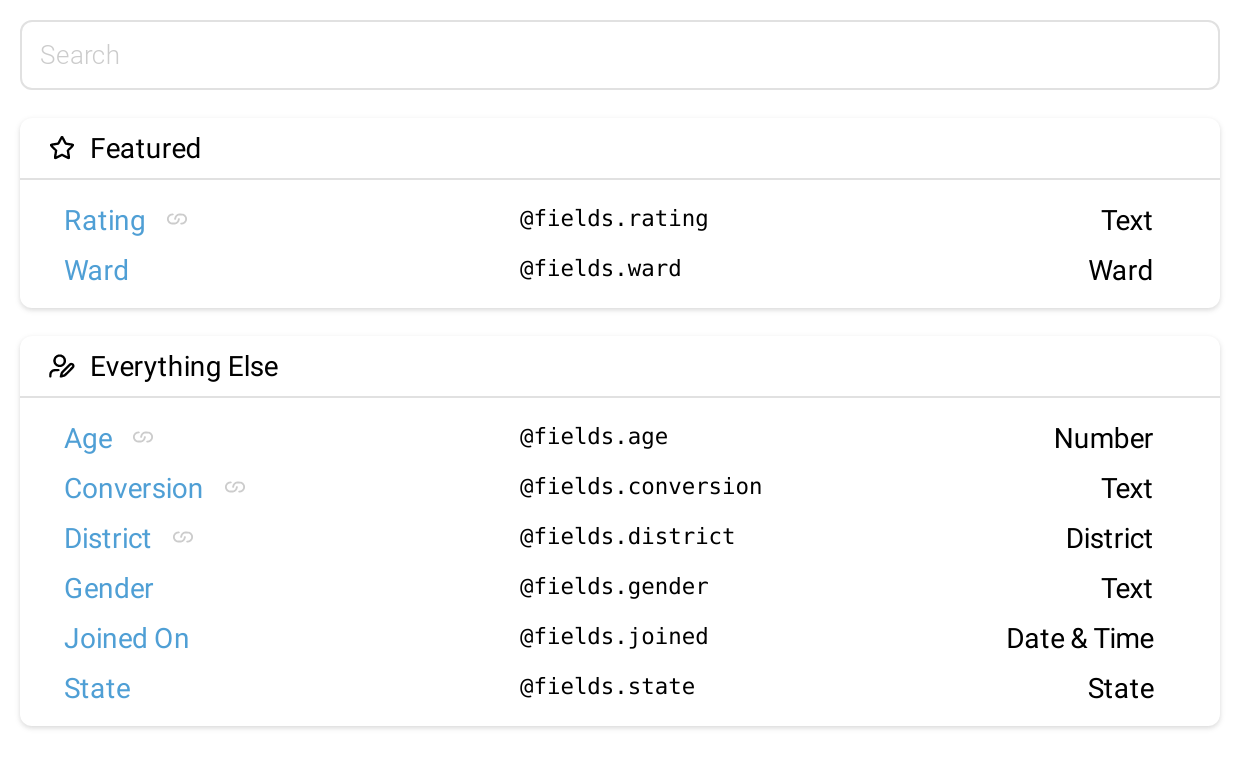 Search
Featured
Rating @fields.rating Text
Ward @fields.ward Ward
Everything Else
Age @fields.age Number
Conversion @fields.conversion Text
District @fields.district District
Gender @fields.gender Text
Joined On @fields.joined Date & Time
State @fields.state State